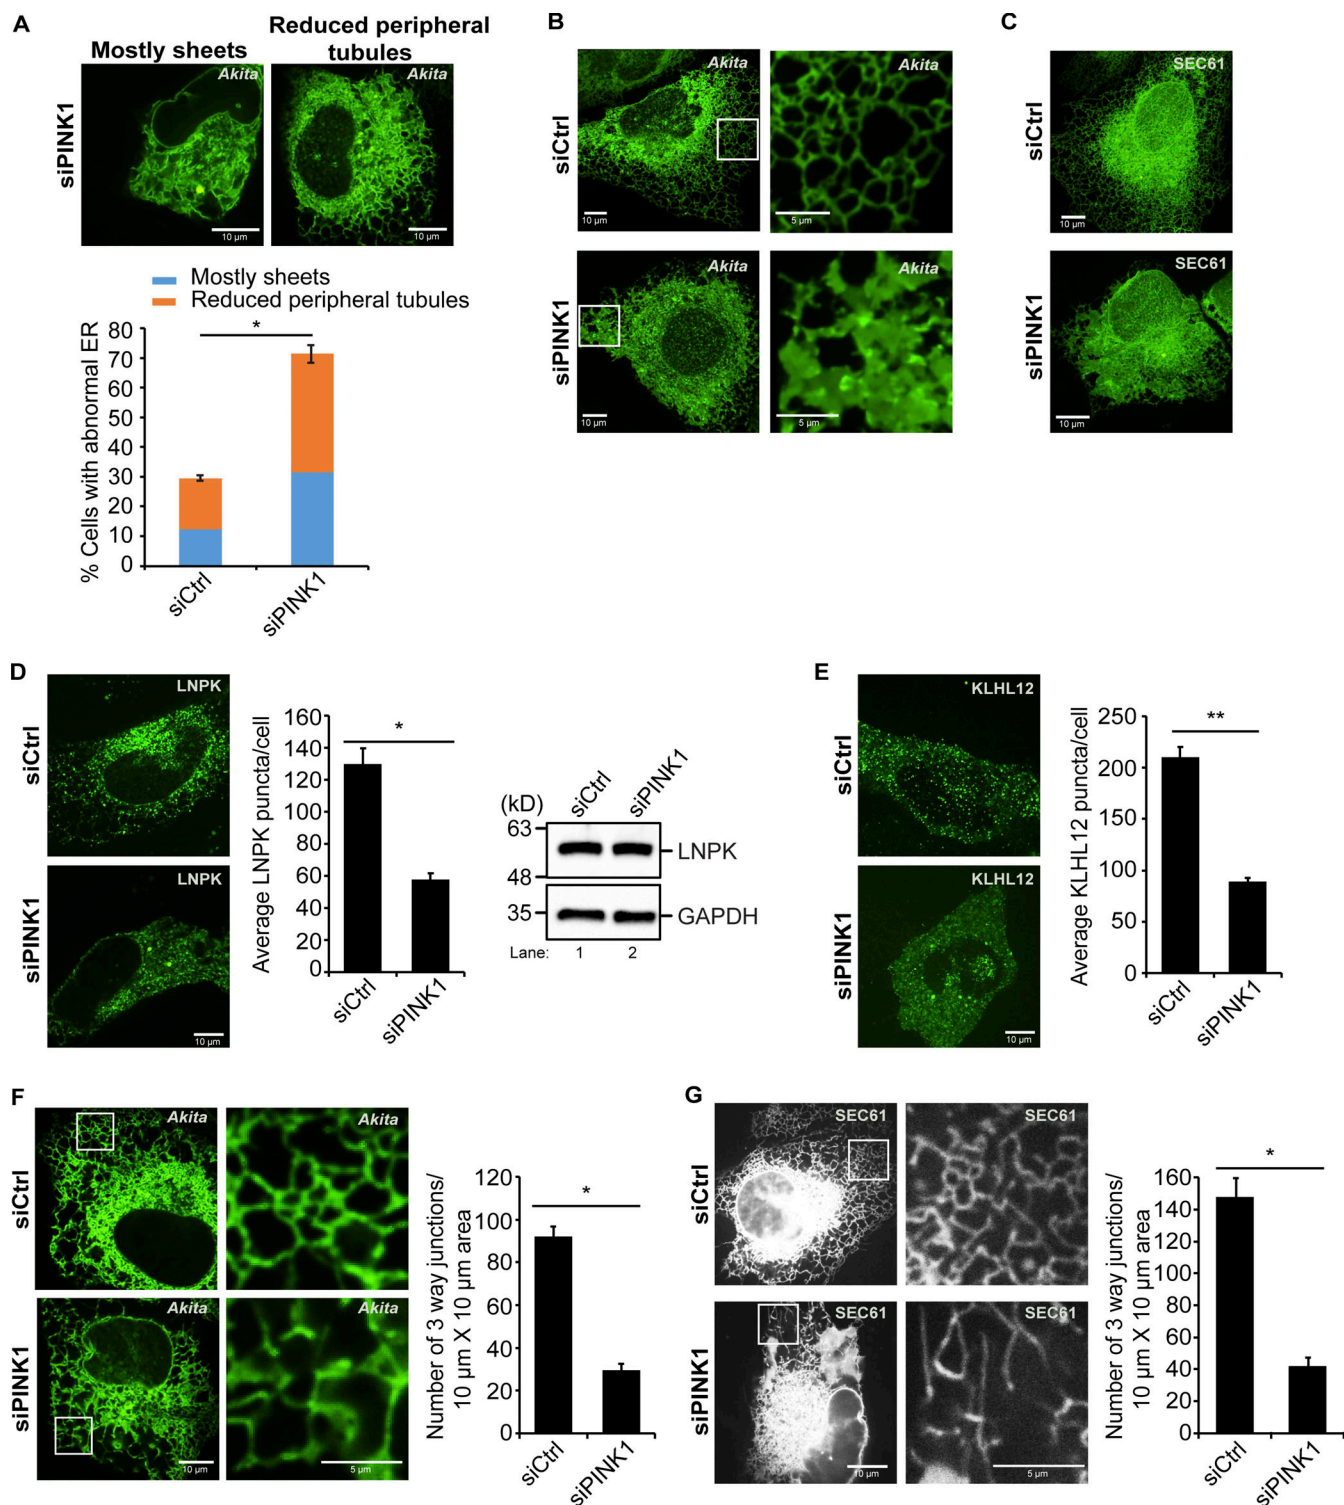 A
Mostly sheets
Reduced peripheral
tubules
siPINK1
Akita
Akita
10 µm
10 µm
Mostly sheets
Reduced peripheral tubules
% Cells with abnormal ER
80
70
60
50
40
30
20
10
0
*
siCtrl
siPINK1
B
siCtrl
Akita
Akita
10 µm
5 µm
siPINK1
Akita
Akita
10 µm
5 µm
C
siCtrl
SEC61
10 µm
siPINK1
SEC61
10 µm
D
siCtrl
LNPK
siPINK1
LNPK
10 µm
Average LNPK puncta/cell
160
140
120
100
80
60
40
20
0
*
siCtrl
siPINK1
(kD)
siCtrl
siPINK1
63
LNPK
48
35
GAPDH
Lane: 1 2
E
siCtrl
KLHL12
siPINK1
KLHL12
10 µm
Average KLHL12 puncta/cell
250
200
150
100
50
0
**
siCtrl
siPINK1
F
siCtrl
Akita
Akita
siPINK1
Akita
Akita
10 µm
5 µm
Number of 3 way junctions/
10 µm X 10 µm area
120
100
80
60
40
20
0
*
siCtrl
siPINK1
G
siCtrl
SEC61
SEC61
siPINK1
SEC61
SEC61
10 µm
5 µm
Number of 3 way junctions/
10 µm X 10 µm area
160
140
120
100
80
60
40
20
0
*
siCtrl
siPINK1